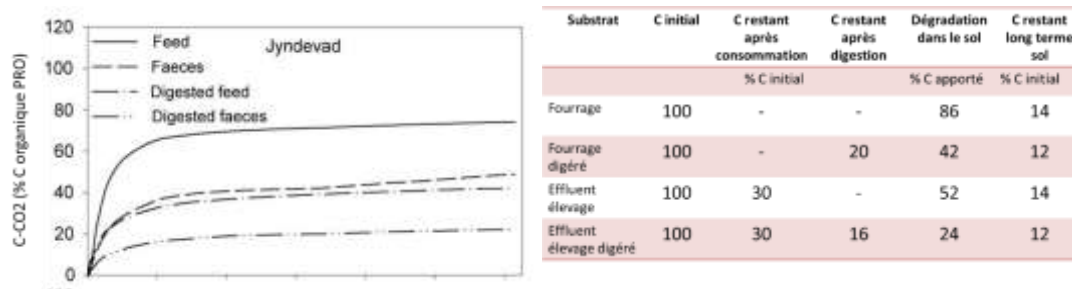 120
100
80
60
40
20
0
C-CO2 (% C organique PRO)
Jyndevad
Feed
Faeces
Digested feed
Digested faeces
Substrat C initial C restant après consommation C restant après digestion Dégradation dans le sol C restant long terme sol
% C initial % C apporté % C initial
Fourrage 100 - - 86 14
Fourrage digéré 100 - 20 42 12
Effluent élevage 100 30 - 52 14
Effluent élevage digéré 100 30 16 24 12